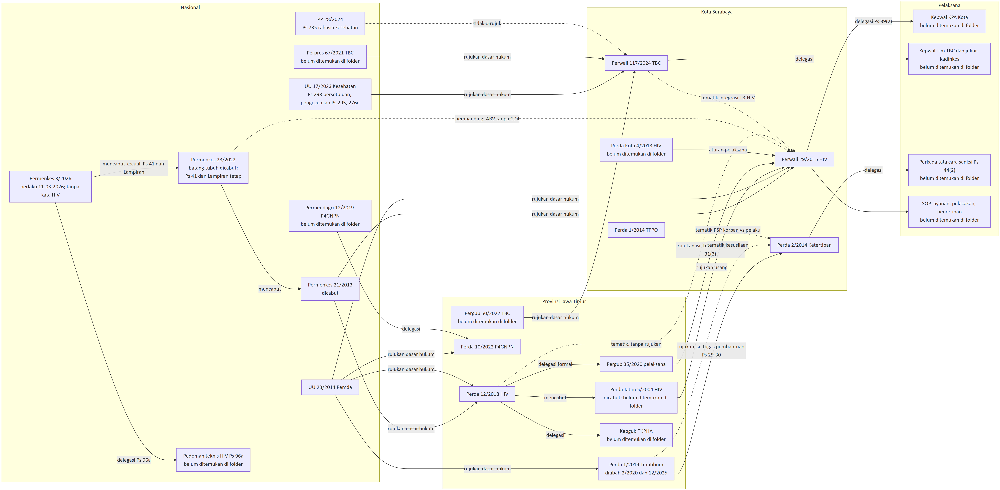 Nasional
PP 28/2024
Ps 735 rahasia kesehatan
Perpres 67/2021 TBC
belum ditemukan di folder
UU 17/2023 Kesehatan
Ps 293 persetujuan;
pengecualian Ps 295, 276d
Permenkes 3/2026
berlaku 11-03-2026; tanpa
kata HIV
mencabut kecuali Ps 41 dan
Lampiran
Permenkes 23/2022
batang tubuh dicabut;
Ps 41 dan Lampiran tetap
Permendagri 12/2019
P4GNPN
belum ditemukan di folder
mencabut
Permenkes 21/2013
dicabut
UU 23/2014 Pemda
delegasi Ps 96a
Pedoman teknis HIV Ps 96a
belum ditemukan di folder
tidak dirujuk
rujukan dasar hukum
rujukan dasar hukum
pembanding: ARV tanpa CD4
rujukan dasar hukum
rujukan dasar hukum
delegasi
rujukan dasar hukum
rujukan dasar hukum
rujukan dasar hukum
rujukan dasar hukum
Provinsi Jawa Timur
Pergub 50/2022 TBC
belum ditemukan di folder
rujukan dasar hukum
Perda 10/2022 P4GNPN
tematik, tanpa rujukan
delegasi formal
Pergub 35/2020 pelaksana
Perda 12/2018 HIV
mencabut
Perda Jatim 5/2004 HIV
dicabut; belum ditemukan di
folder
delegasi
Kepgub TKPHA
belum ditemukan di folder
Perda 1/2019 Trantibum
diubah 2/2020 dan 12/2025
Kota Surabaya
Perwali 117/2024 TBC
tematik integrasi TB-HIV
Perda Kota 4/2013 HIV
belum ditemukan di folder
aturan pelaksana
Perwali 29/2015 HIV
Perda 1/2014 TPPO
tematik PSP korban vs pelaku
Perda 2/2014 Ketertiban
rujukan isi:
tematik kesusilaan
31(3)
rujukan usang
rujukan isi: tugas pembantuan
Ps 29-30
delegasi Ps 39(2)
delegasi
delegasi
Pelaksana
Kepwal KPA Kota
belum ditemukan di folder
Kepwal Tim TBC dan juknis
Kadinkes
belum ditemukan di folder
Perkada tata cara sanksi Ps
44(2)
belum ditemukan di folder
SOP layanan, pelacakan,
penertiban
belum ditemukan di folder